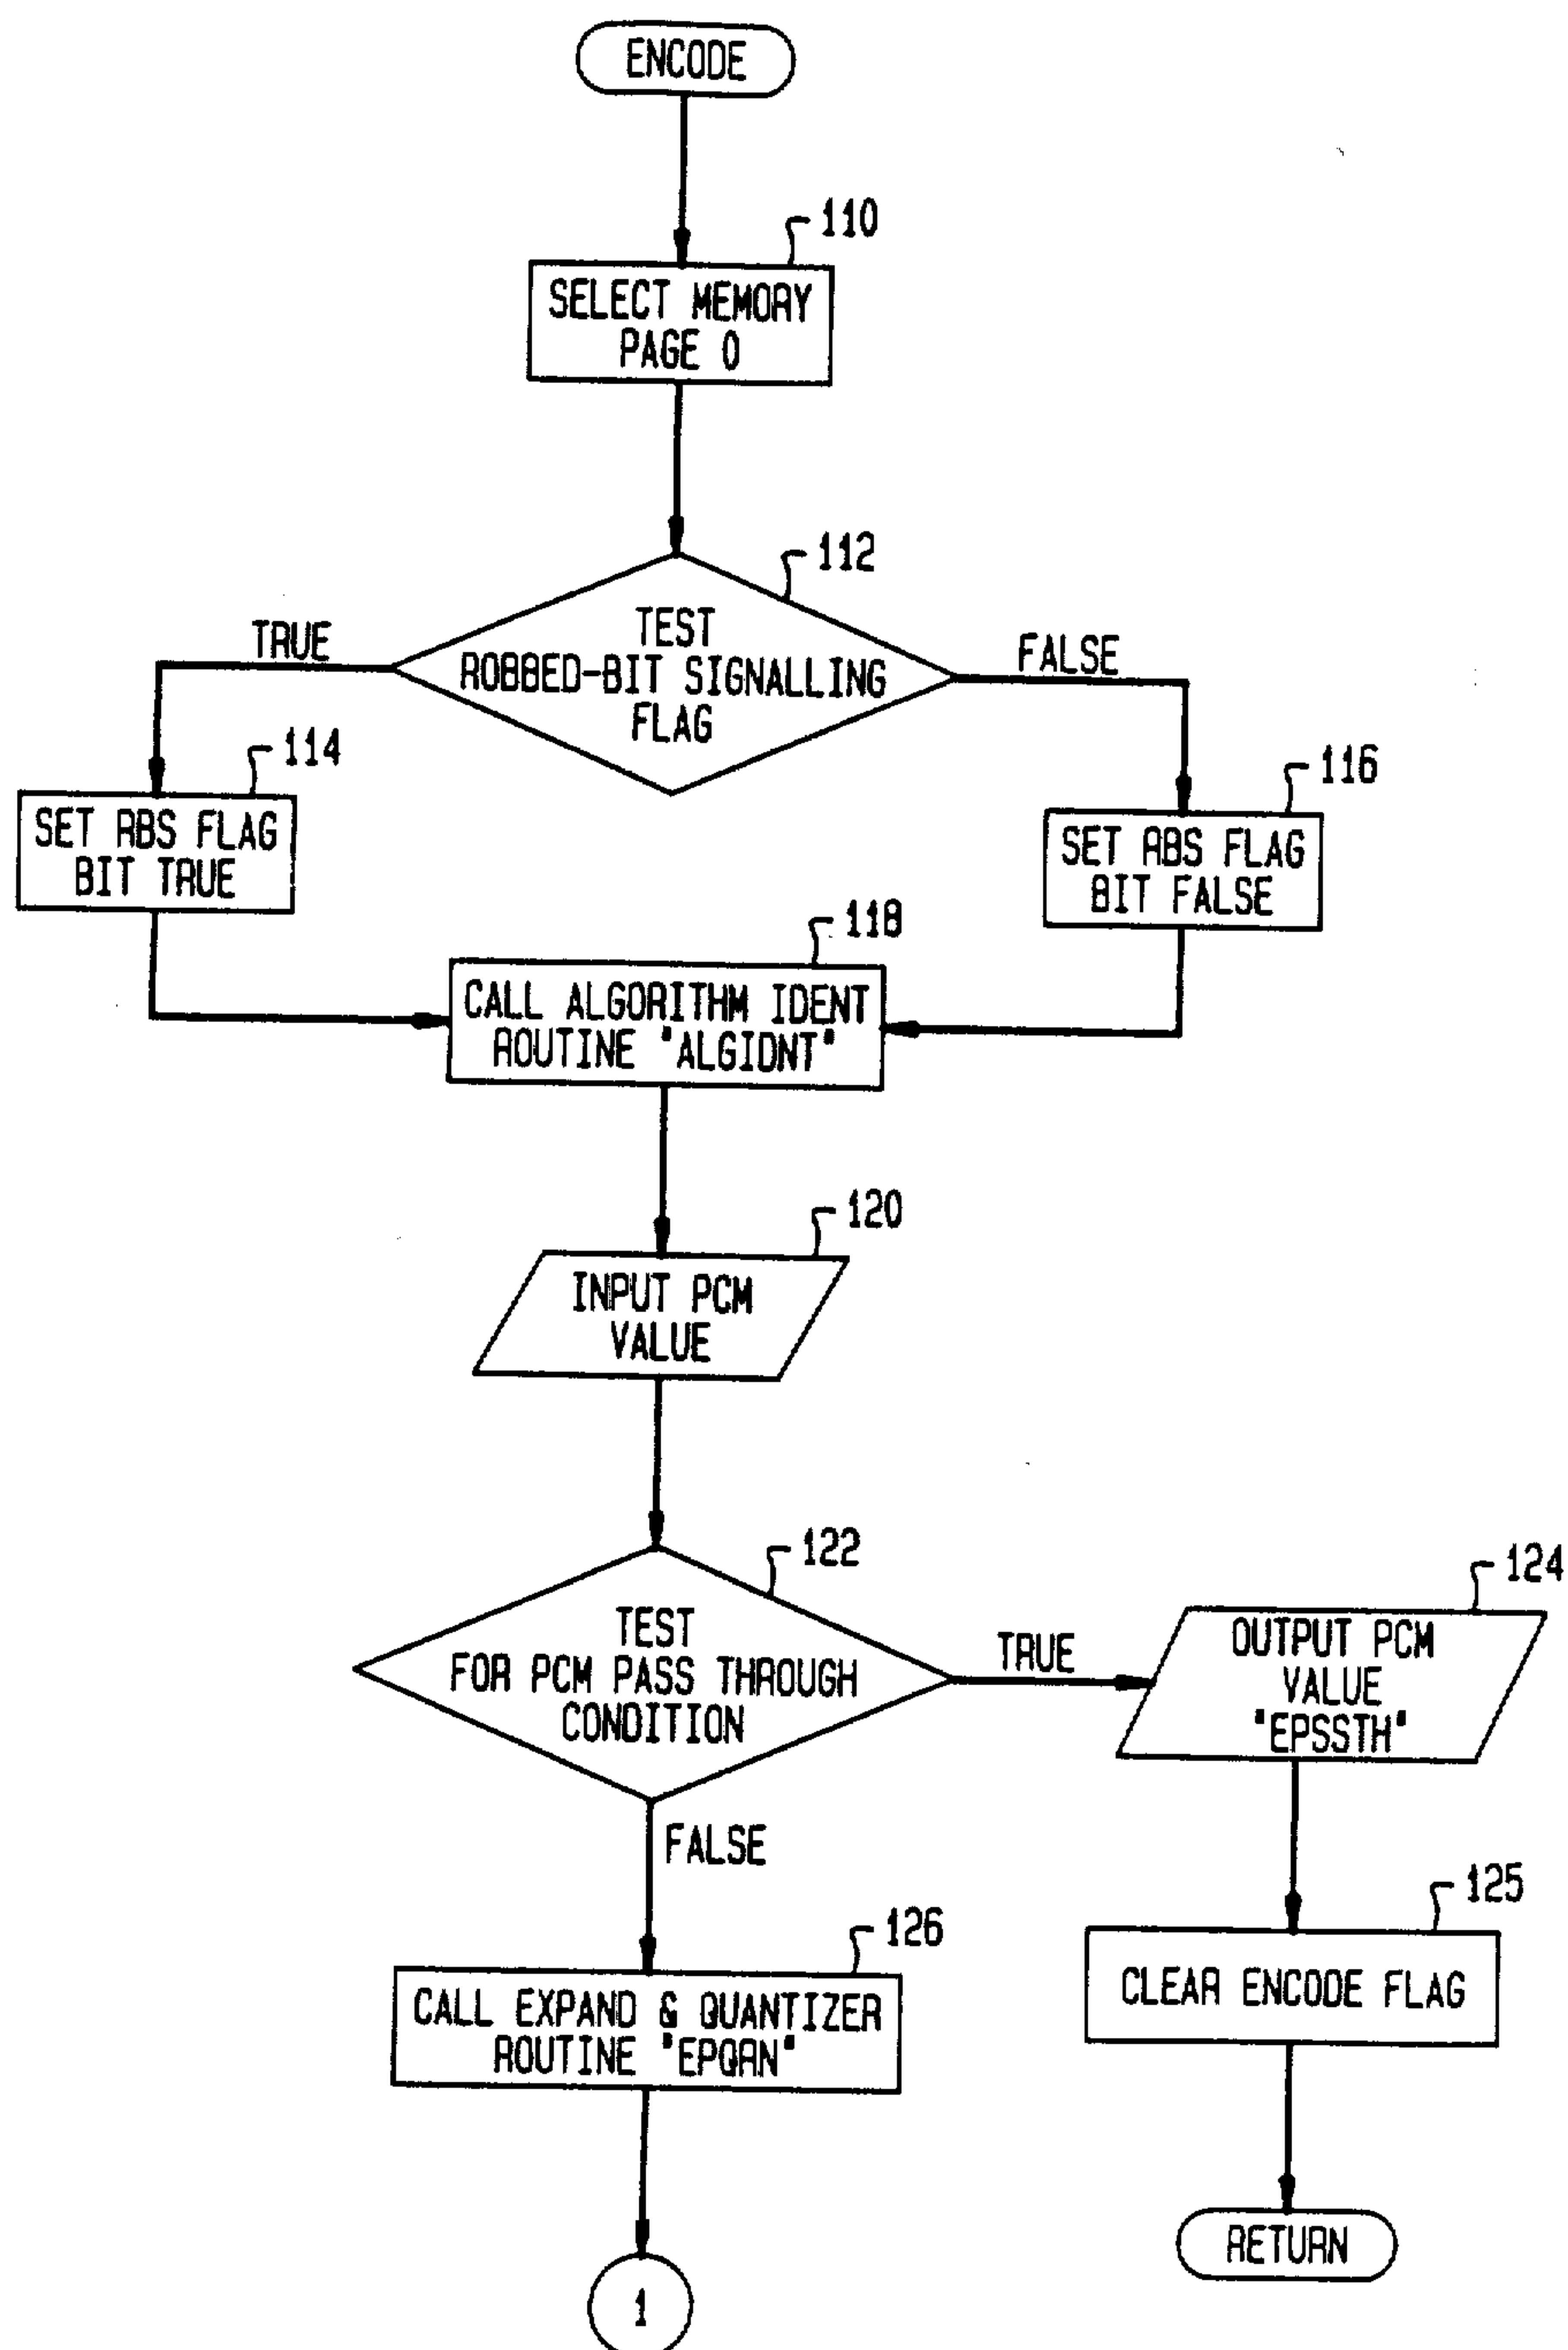 ENCODE
110
SELECT MEMORY
PAGE 0
112
TEST
ROBBED-BIT SIGNALLING
FLAG
TRUE
FALSE
114
SET RBS FLAG
BIT TRUE
116
SET RBS FLAG
BIT FALSE
118
CALL ALGORITHM IDENT
ROUTINE "ALGIDNT"
120
INPUT PCM
VALUE
122
TEST
FOR PCM PASS THROUGH
CONDITION
TRUE
FALSE
124
OUTPUT PCM
VALUE
"EPSSTH"
125
CLEAR ENCODE FLAG
126
CALL EXPAND & QUANTIZER
ROUTINE "EPQRN"
RETURN
1